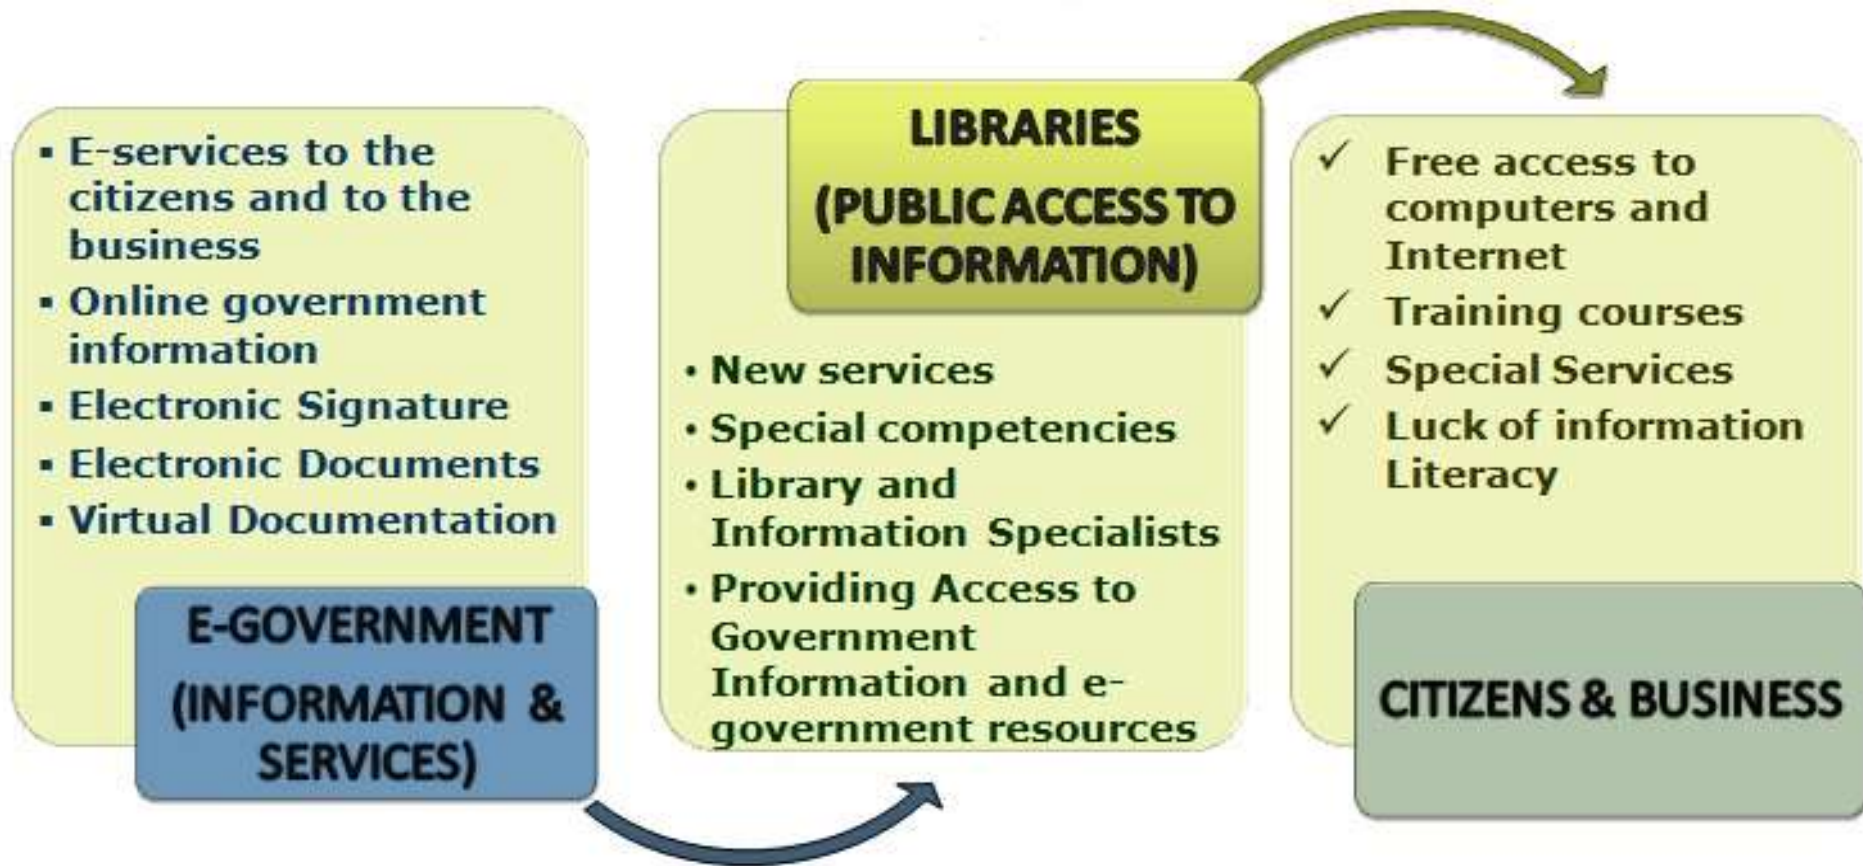 ▪ E-services to the
citizens and to the
business
▪ Online government
information
▪ Electronic Signature
▪ Electronic Documents
▪ Virtual Documentation
E-GOVERNMENT
(INFORMATION &
SERVICES)
LIBRARIES
(PUBLIC ACCESS TO
INFORMATION)
• New services
• Special competencies
• Library and
Information Specialists
• Providing Access to
Government
Information and e-
government resources
✓ Free access to
computers and
Internet
✓ Training courses
✓ Special Services
✓ Luck of information
Literacy
CITIZENS & BUSINESS